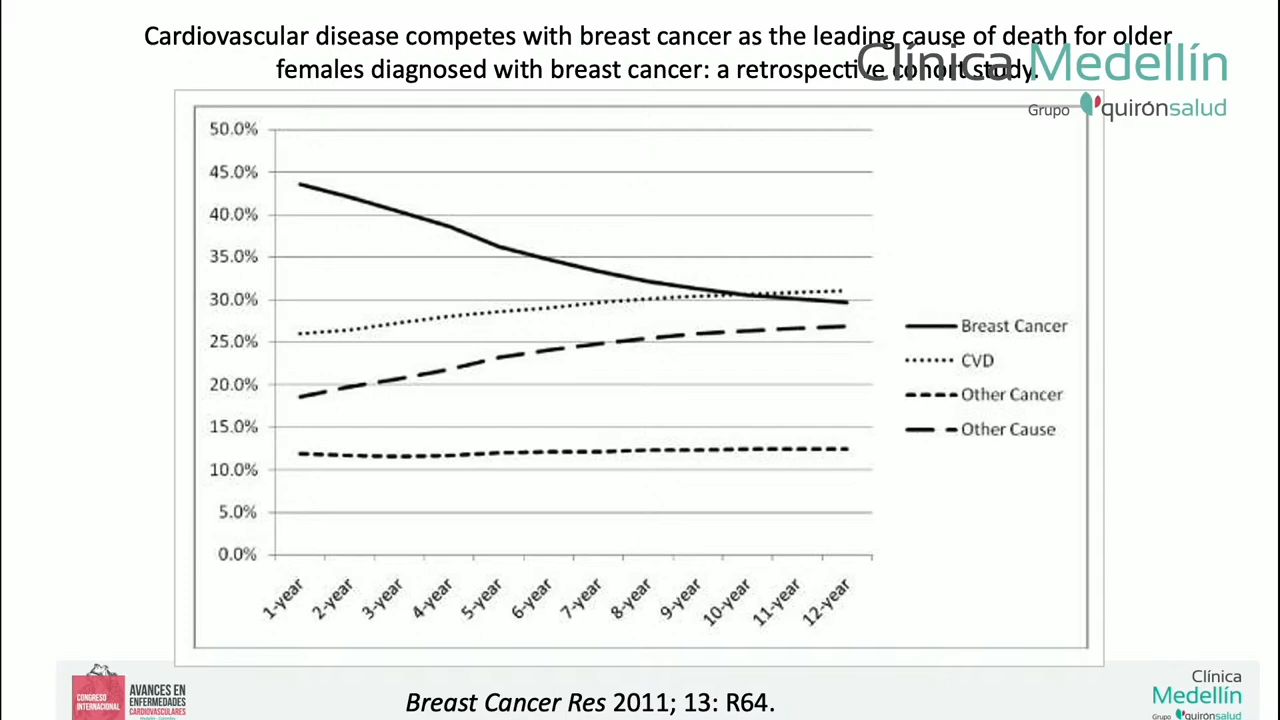 Cardiovascular disease competes with breast cancer as the leading cause of death for older
females diagnosed with breast cancer: a retrospective cohort study.
Clínica Medellín
Grupo quirónsalud
50.0%
45.0%
40.0%
35.0%
30.0%
25.0%
20.0%
15.0%
10.0%
5.0%
0.0%
1-year
2-year
3-year
4-year
5-year
6-year
7-year
8-year
9-year
10-year
11-year
12-year
Breast Cancer
CVD
Other Cancer
Other Cause
CONGRESO
INTERNACIONAL
AVANCES EN
ENFERMEDADES
CARDIOVASCULARES
Breast Cancer Res 2011; 13: R64.
Clínica
Medellín
Grupo quirónsalud